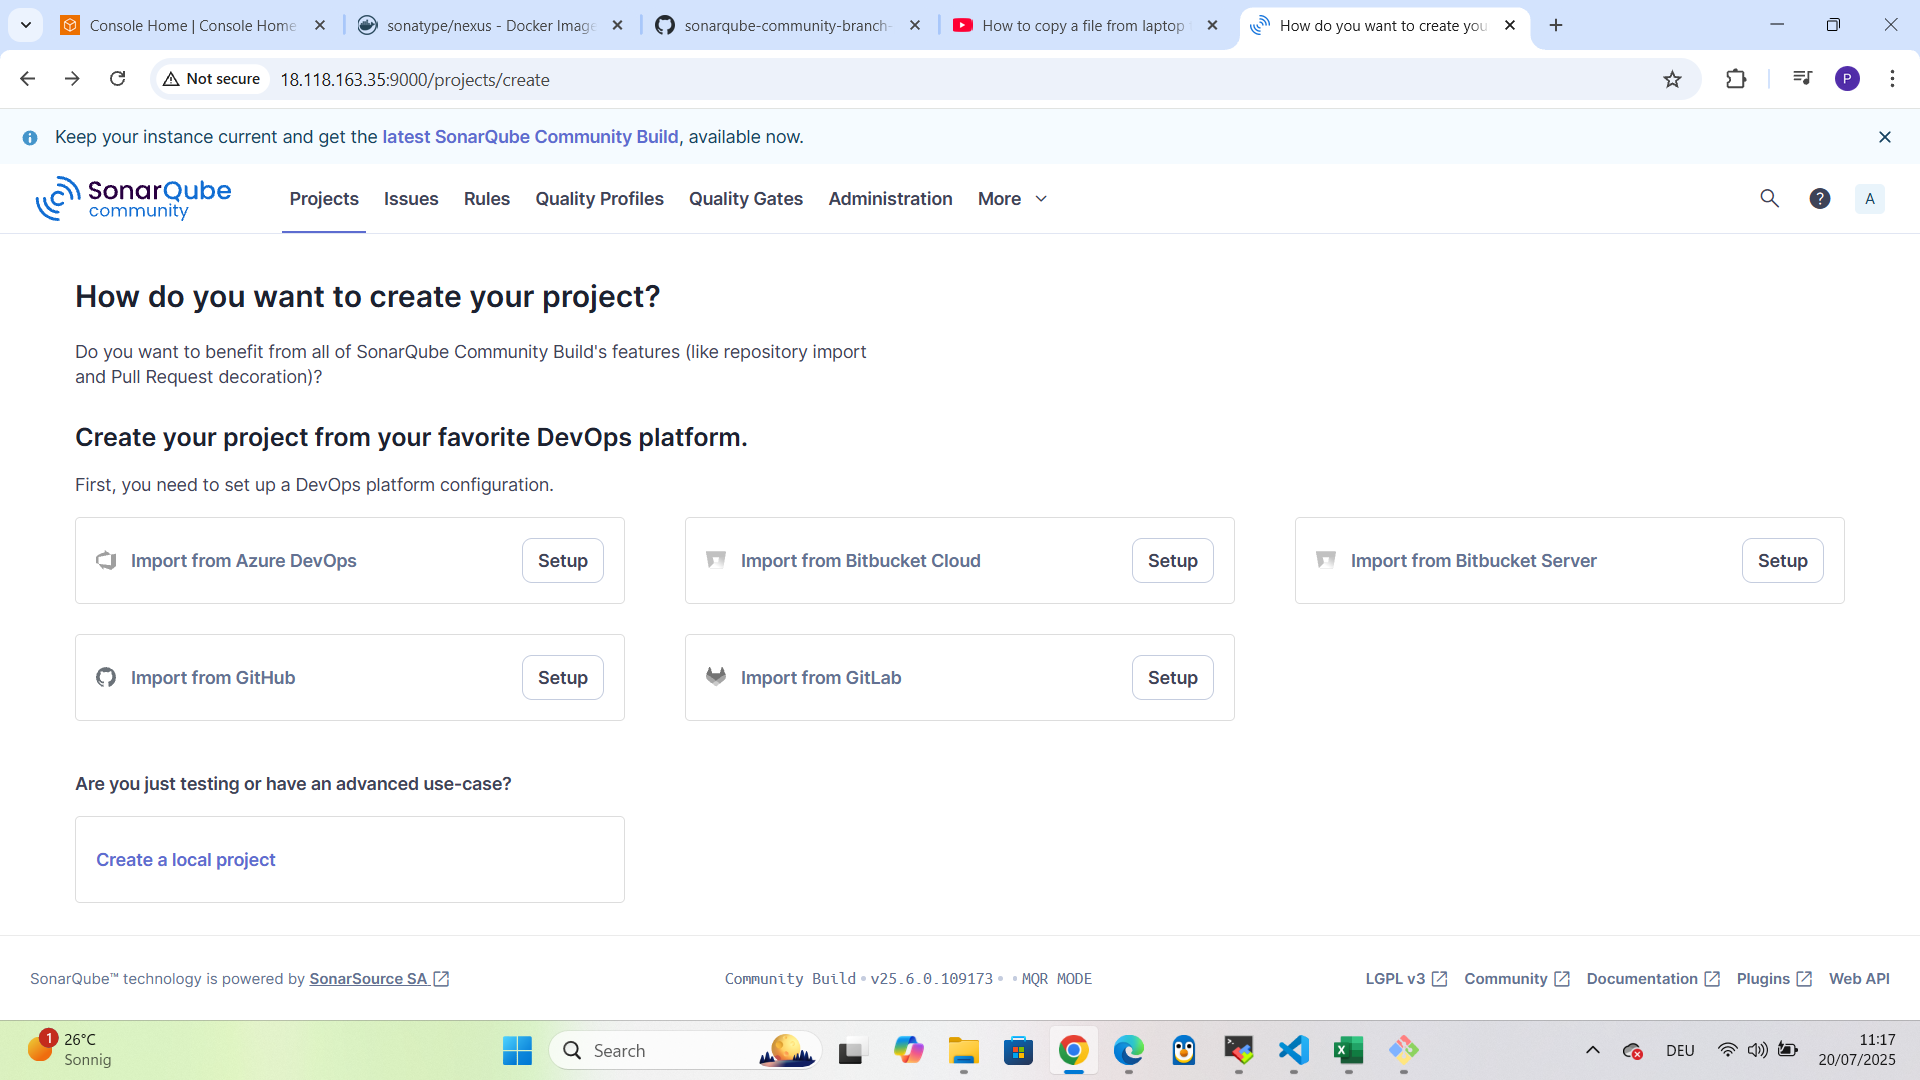 Console Home | Console Home
sonatype/nexus - Docker Image
sonarqube-community-branch-
How to copy a file from laptop
How do you want to create you
Not secure
18.118.163.35:9000/projects/create
P
Keep your instance current and get the latest SonarQube Community Build, available now.
SonarQube
community
Projects
Issues
Rules
Quality Profiles
Quality Gates
Administration
More
?
A
How do you want to create your project?
Do you want to benefit from all of SonarQube Community Build's features (like repository import
and Pull Request decoration)?
Create your project from your favorite DevOps platform.
First, you need to set up a DevOps platform configuration.
Import from Azure DevOps
Setup
Import from Bitbucket Cloud
Setup
Import from Bitbucket Server
Setup
Import from GitHub
Setup
Import from GitLab
Setup
Are you just testing or have an advanced use-case?
Create a local project
SonarQube™ technology is powered by SonarSource SA
Community Build • v25.6.0.109173 • • MQR MODE
LGPL v3
Community
Documentation
Plugins
Web API
1
26°C
Sonnig
Search
DEU
11:17
20/07/2025